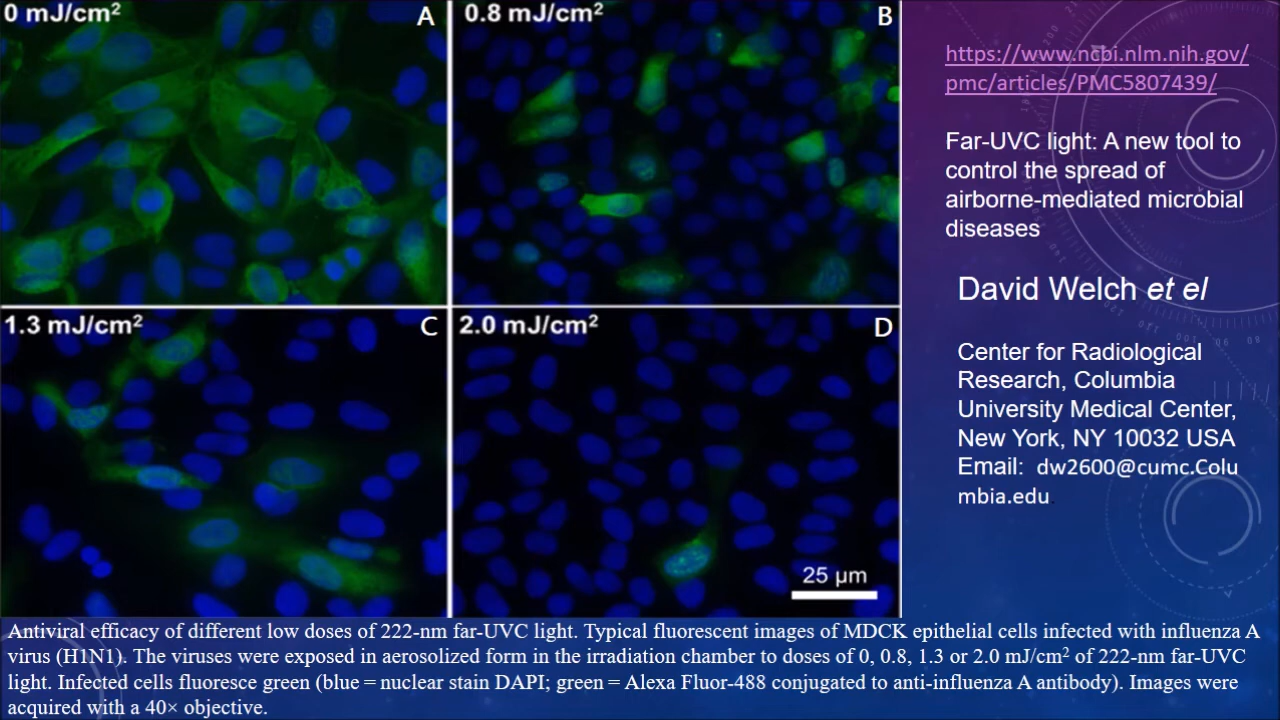 0 mJ/cm²
A
0.8 mJ/cm²
B
1.3 mJ/cm²
C
2.0 mJ/cm²
D
25 µm
https://www.ncbi.nlm.nih.gov/
pmc/articles/PMC5807439/
Far-UVC light: A new tool to
control the spread of
airborne-mediated microbial
diseases
David Welch et el
Center for Radiological
Research, Columbia
University Medical Center,
New York, NY 10032 USA
Email: dw2600@cumc.Colu
mbia.edu.
Antiviral efficacy of different low doses of 222-nm far-UVC light. Typical fluorescent images of MDCK epithelial cells infected with influenza A
virus (H1N1). The viruses were exposed in aerosolized form in the irradiation chamber to doses of 0, 0.8, 1.3 or 2.0 mJ/cm² of 222-nm far-UVC
light. Infected cells fluoresce green (blue = nuclear stain DAPI; green = Alexa Fluor-488 conjugated to anti-influenza A antibody). Images were
acquired with a 40× objective.